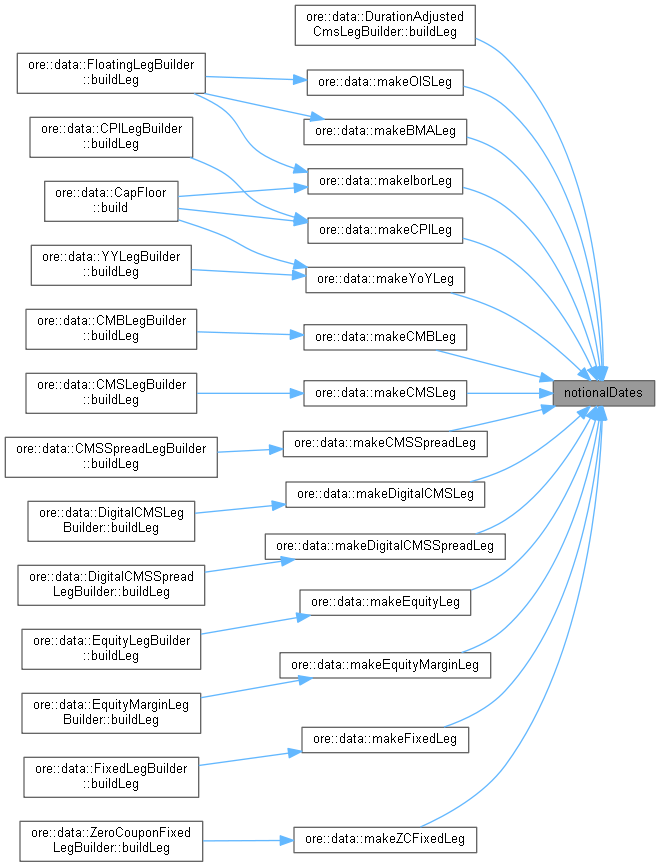 ore::data::DurationAdjusted
CmsLegBuilder::buildLeg
ore::data::FloatingLegBuilder
::buildLeg
ore::data::makeOISLeg
ore::data::makeBMALeg
ore::data::CPILegBuilder
::buildLeg
ore::data::makeIborLeg
ore::data::CapFloor
::build
ore::data::makeCPILeg
ore::data::YYLegBuilder
::buildLeg
ore::data::makeYoYLeg
ore::data::CMBLegBuilder
::buildLeg
ore::data::makeCMBLeg
ore::data::CMSLegBuilder
::buildLeg
ore::data::makeCMSLeg
notionalDates
ore::data::CMSSpreadLegBuilder
::buildLeg
ore::data::makeCMSSpreadLeg
ore::data::DigitalCMSLeg
Builder::buildLeg
ore::data::makeDigitalCMSLeg
ore::data::DigitalCMSSpread
LegBuilder::buildLeg
ore::data::makeDigitalCMSSpreadLeg
ore::data::EquityLegBuilder
::buildLeg
ore::data::makeEquityLeg
ore::data::EquityMarginLeg
Builder::buildLeg
ore::data::makeEquityMarginLeg
ore::data::FixedLegBuilder
::buildLeg
ore::data::makeFixedLeg
ore::data::ZeroCouponFixed
LegBuilder::buildLeg
ore::data::makeZCFixedLeg